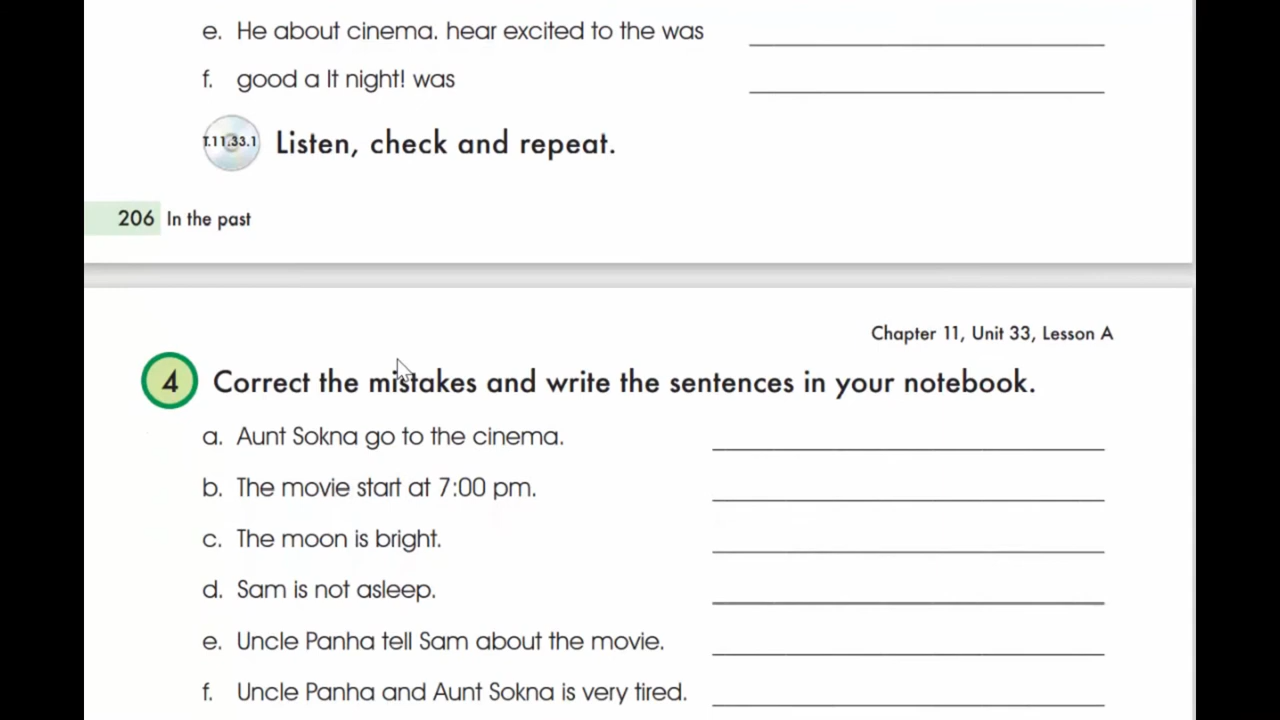 e. He about cinema. hear excited to the was
f. good a It night! was
T.11.33.1 Listen, check and repeat.
206 In the past
Chapter 11, Unit 33, Lesson A
4 Correct the mistakes and write the sentences in your notebook.
a. Aunt Sokna go to the cinema.
b. The movie start at 7:00 pm.
c. The moon is bright.
d. Sam is not asleep.
e. Uncle Panha tell Sam about the movie.
f. Uncle Panha and Aunt Sokna is very tired.